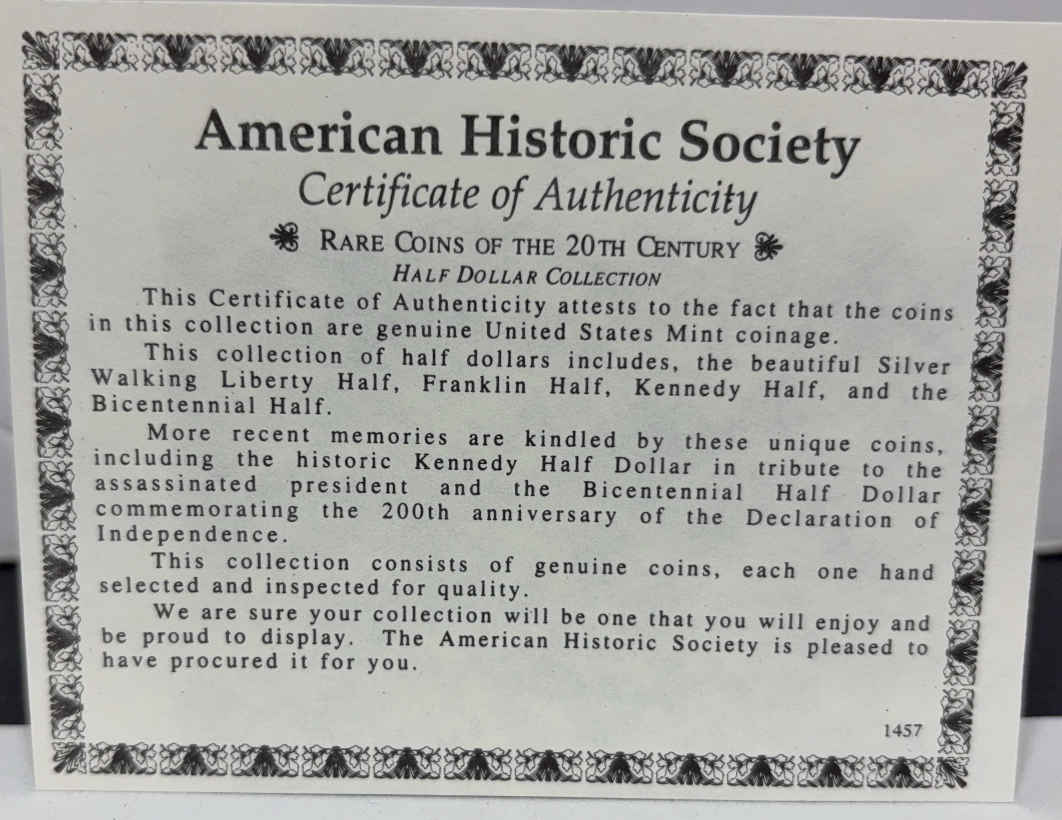 American Historic Society
Certificate of Authenticity
RARE COINS OF THE 20TH CENTURY
HALF DOLLAR COLLECTION
This Certificate of Authenticity attests to the fact that the coins
in this collection are genuine United States Mint coinage.
This collection of half dollars includes, the beautiful Silver
Walking Liberty Half, Franklin Half, Kennedy Half, and the
Bicentennial Half.
More recent memories are kindled by these unique coins,
including the historic Kennedy Half Dollar in tribute to the
assassinated president and the Bicentennial Half Dollar
commemorating the 200th anniversary of the Declaration of
Independence.
This collection consists of genuine coins, each one hand
selected and inspected for quality.
We are sure your collection will be one that you will enjoy and
be proud to display. The American Historic Society is pleased to
have procured it for you.
1457